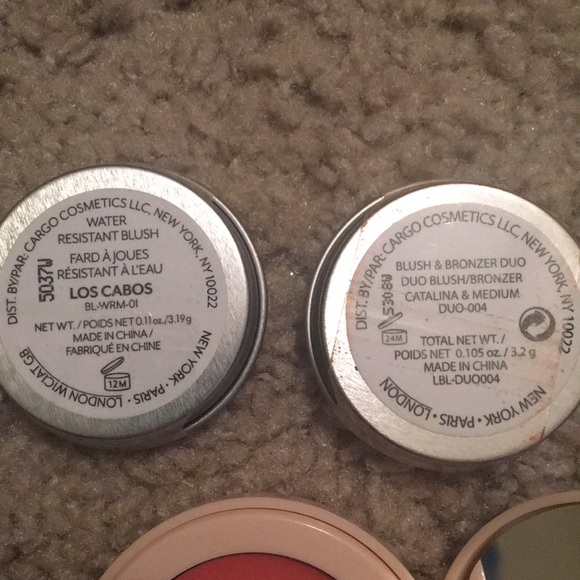 DIST. BY/PAR: CARGO COSMETICS LLC, NEW YORK, NY 10022
WATER
RESISTANT BLUSH
FARD À JOUES
RÉSISTANT À L'EAU
LOS CABOS
BL-WRM-01
NET WT. / POIDS NET 0.11oz./3.19g
MADE IN CHINA /
FABRIQUÉ EN CHINE
12M
NEW YORK • PARIS • LONDON W1C1AT GB
5037W
DIST. BY/PAR: CARGO COSMETICS LLC, NEW YORK, NY 10022
BLUSH & BRONZER DUO
DUO BLUSH/BRONZER
CATALINA & MEDIUM
DUO-004
24M
TOTAL NET WT. /
POIDS NET 0.105 oz. / 3.2 g
MADE IN CHINA
LBL-DUO004
NEW YORK • PARIS • LONDON